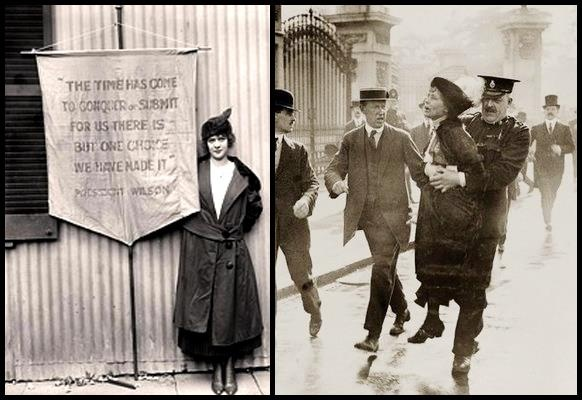 "THE TIME HAS COME
TO CONQUER OR SUBMIT
FOR US THERE IS
BUT ONE CHOICE
WE HAVE MADE IT"
PRESIDENT WILSON